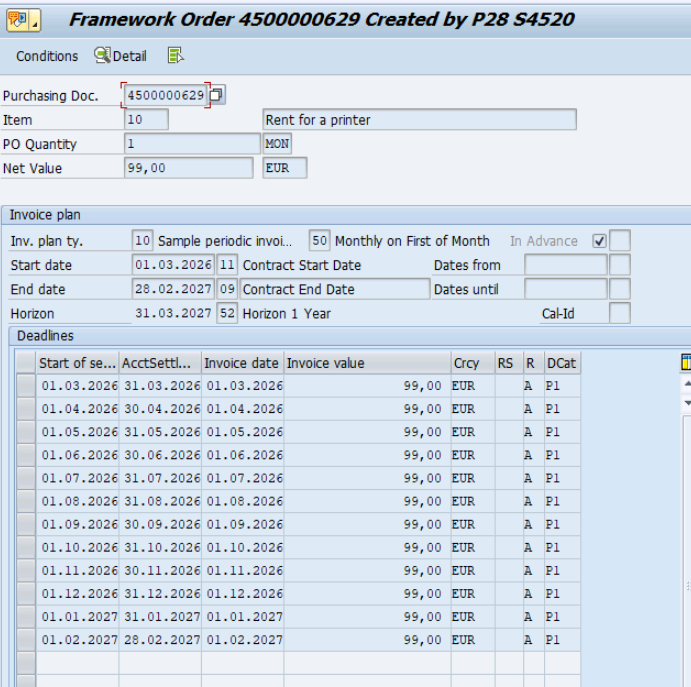 Framework Order 4500000629 Created by P28 S4520
Conditions Detail
Purchasing Doc. 4500000629
Item 10 Rent for a printer
PO Quantity 1 MON
Net Value 99,00 EUR
Invoice plan
Inv. plan ty. 10 Sample periodic invoi... 50 Monthly on First of Month In Advance
Start date 01.03.2026 11 Contract Start Date Dates from
End date 28.02.2027 09 Contract End Date Dates until
Horizon 31.03.2027 52 Horizon 1 Year Cal-Id
Deadlines
Start of se... AcctSettl... Invoice date Invoice value Crcy RS R DCat
01.03.2026 31.03.2026 01.03.2026 99,00 EUR A P1
01.04.2026 30.04.2026 01.04.2026 99,00 EUR A P1
01.05.2026 31.05.2026 01.05.2026 99,00 EUR A P1
01.06.2026 30.06.2026 01.06.2026 99,00 EUR A P1
01.07.2026 31.07.2026 01.07.2026 99,00 EUR A P1
01.08.2026 31.08.2026 01.08.2026 99,00 EUR A P1
01.09.2026 30.09.2026 01.09.2026 99,00 EUR A P1
01.10.2026 31.10.2026 01.10.2026 99,00 EUR A P1
01.11.2026 30.11.2026 01.11.2026 99,00 EUR A P1
01.12.2026 31.12.2026 01.12.2026 99,00 EUR A P1
01.01.2027 31.01.2027 01.01.2027 99,00 EUR A P1
01.02.2027 28.02.2027 01.02.2027 99,00 EUR A P1